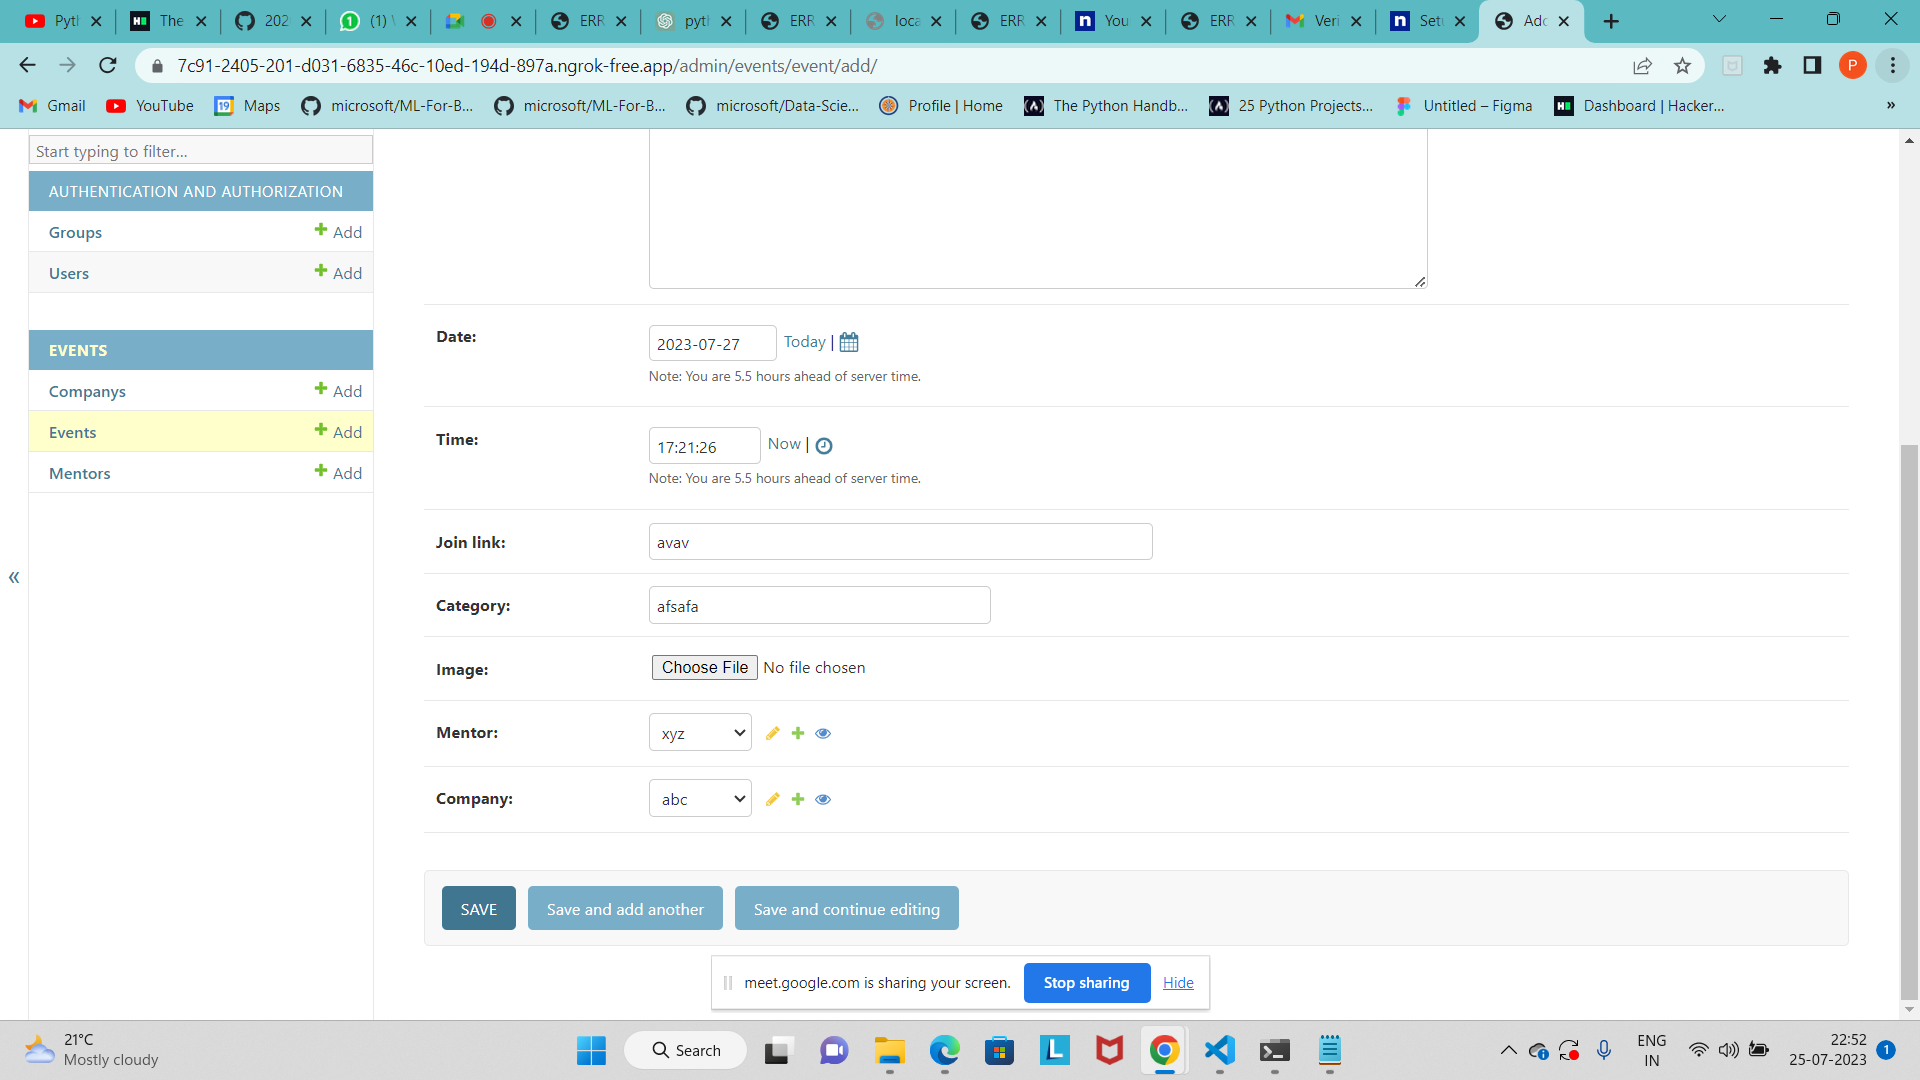 Pyth
The
202
(1)
ERR
pyth
ERR
loca
ERR
You
ERR
Veri
Setu
Add
7c91-2405-201-d031-6835-46c-10ed-194d-897a.ngrok-free.app/admin/events/event/add/
P
Gmail
YouTube
Maps
microsoft/ML-For-B...
microsoft/ML-For-B...
microsoft/Data-Scie...
Profile | Home
The Python Handb...
25 Python Projects...
Untitled – Figma
Dashboard | Hacker...
»
Start typing to filter...
AUTHENTICATION AND AUTHORIZATION
Groups Add
Users Add
EVENTS
Companys Add
Events Add
Mentors Add
«
Date: 2023-07-27 Today |
Note: You are 5.5 hours ahead of server time.
Time: 17:21:26 Now |
Note: You are 5.5 hours ahead of server time.
Join link: avav
Category: afsafa
Image: Choose File No file chosen
Mentor: xyz
Company: abc
SAVE Save and add another Save and continue editing
meet.google.com is sharing your screen. Stop sharing Hide
21°C
Mostly cloudy
Search
ENG
IN
22:52
25-07-2023
1